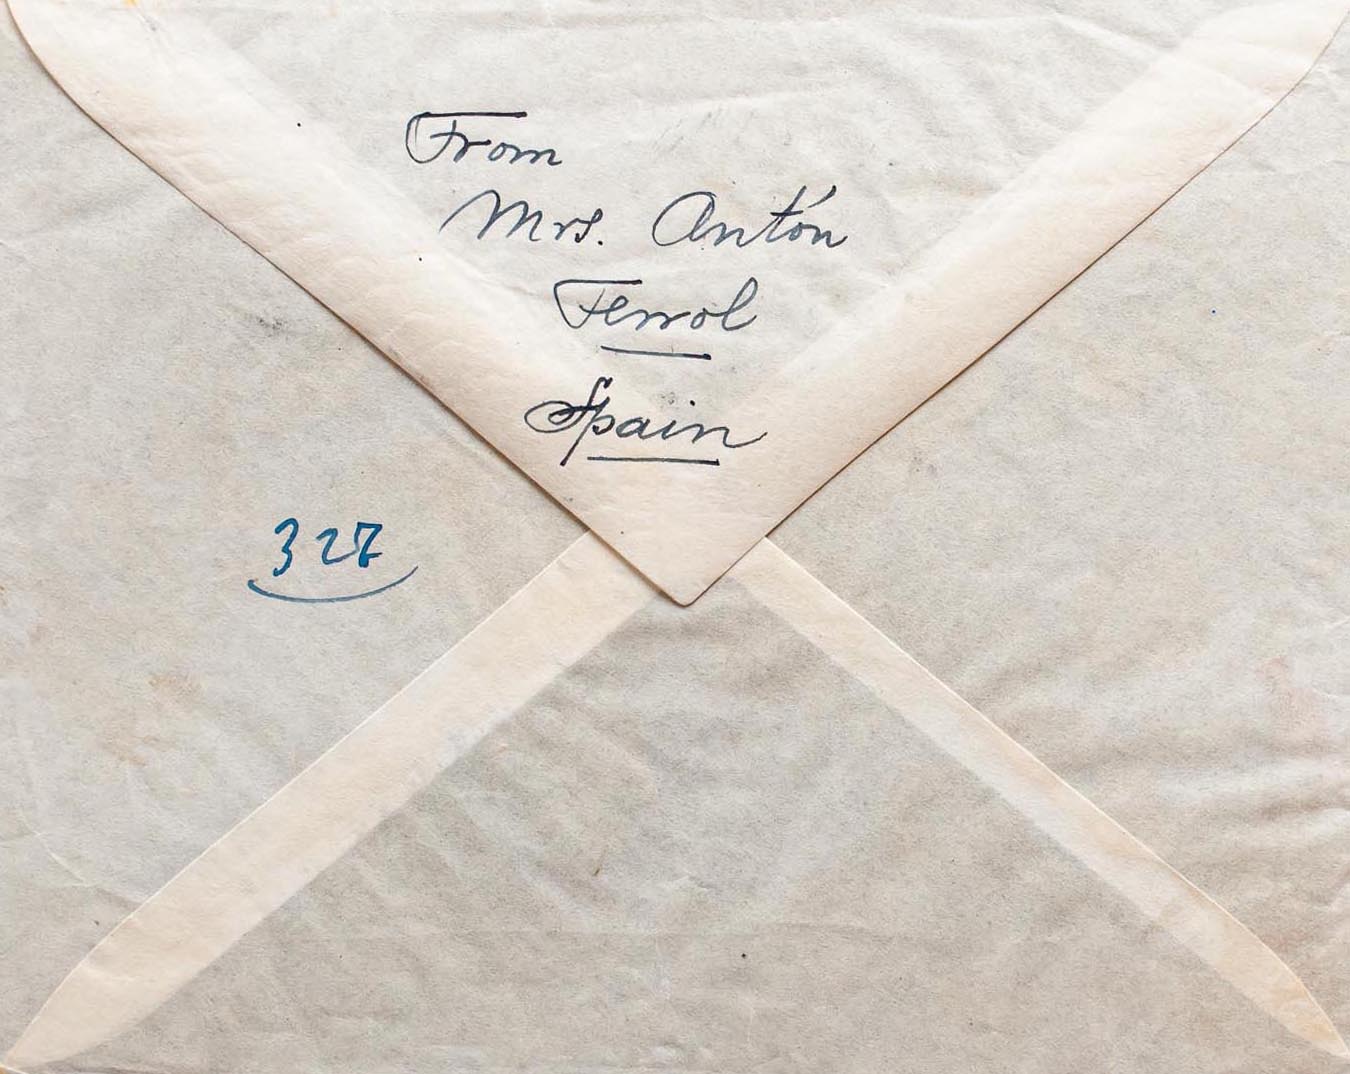 From
Mrs. Antón
Ferrol
Spain
327